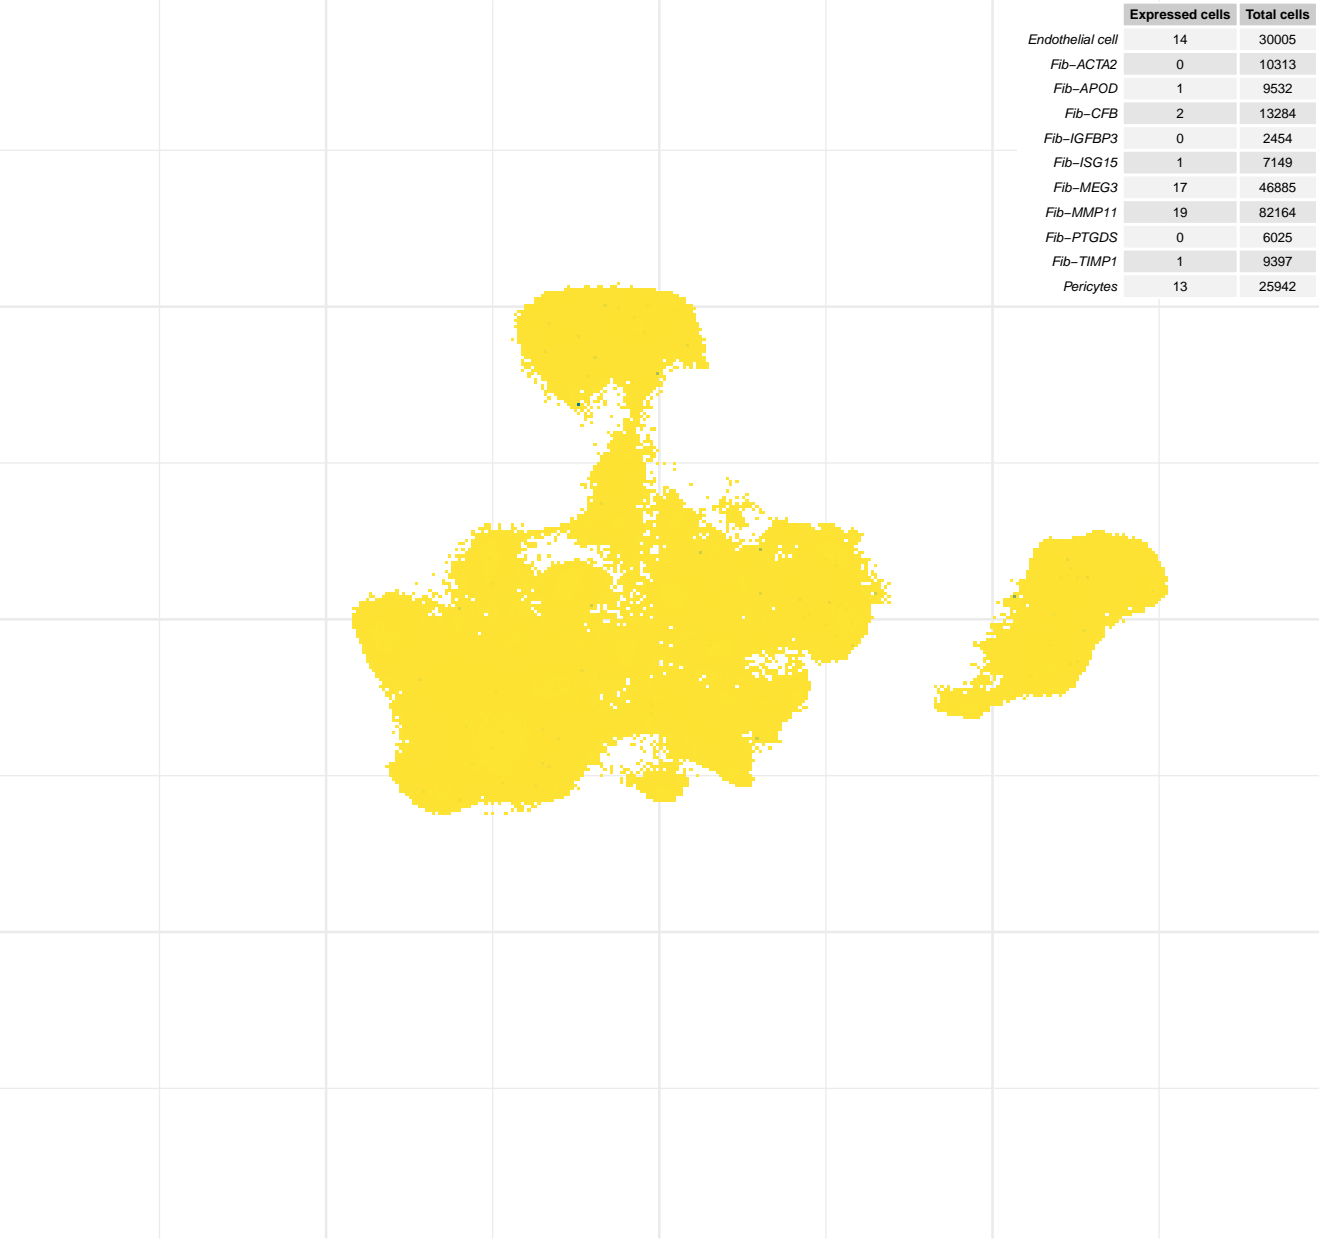 Expressed cells Total cells
Endothelial cell 14 30005
Fib−ACTA2 0 10313
Fib−APOD 1 9532
Fib−CFB 2 13284
Fib−IGFBP3 0 2454
Fib−ISG15 1 7149
Fib−MEG3 17 46885
Fib−MMP11 19 82164
Fib−PTGDS 0 6025
Fib−TIMP1 1 9397
Pericytes 13 25942